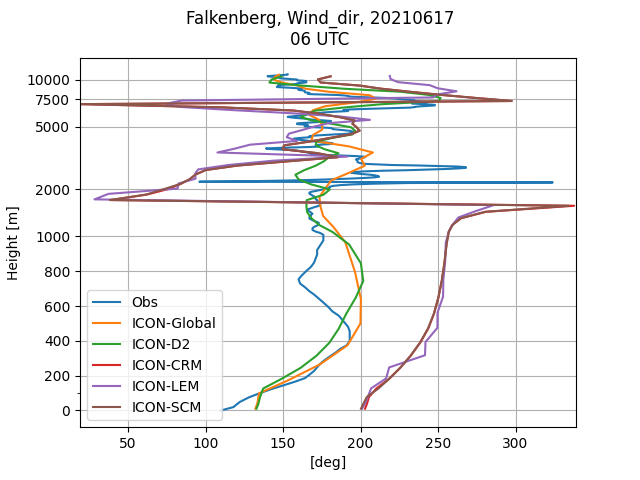 Falkenberg, Wind_dir, 20210617
06 UTC
Height [m]
10000
7500
5000
2000
1000
800
600
400
200
0
Obs
ICON-Global
ICON-D2
ICON-CRM
ICON-LEM
ICON-SCM
50 100 150 200 250 300
[deg]